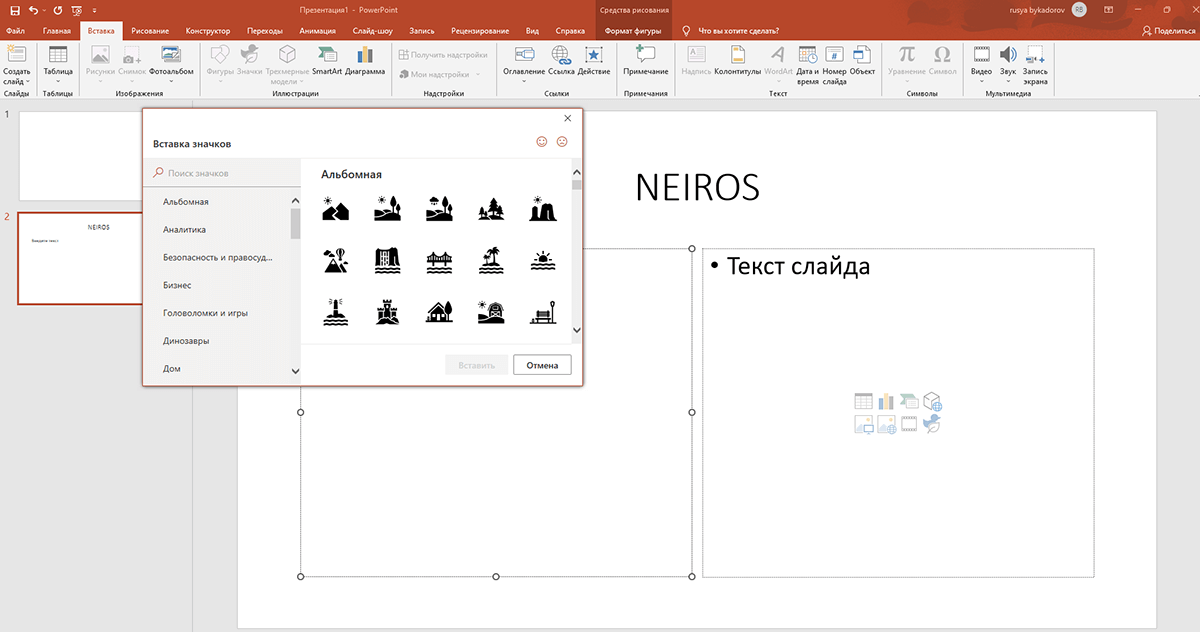 Презентация1 - PowerPoint
Средства рисования
rusya bykadorov RB
Файл Главная Вставка Рисование Конструктор Переходы Анимация Слайд-шоу Запись Рецензирование Вид Справка Формат фигуры Что вы хотите сделать? Поделиться
Создать слайд
Таблица
Рисунки
Снимок
Фотоальбом
Фигуры
Значки
Трехмерные модели
SmartArt
Диаграмма
Получить надстройки
Мои надстройки
Оглавление
Ссылка
Действие
Примечание
Надпись
Колонтитулы
WordArt
Дата и время
Номер слайда
Объект
Уравнение
Символ
Видео
Звук
Запись экрана
Слайды Таблицы Изображения Иллюстрации Надстройки Ссылки Примечания Текст Символы Мультимедиа
1
2
NEIROS
Введите текст
Вставка значков
Поиск значков
Альбомная
Аналитика
Безопасность и правосуд...
Бизнес
Головоломки и игры
Динозавры
Дом
Альбомная
Вставить
Отмена
NEIROS
• Текст слайда